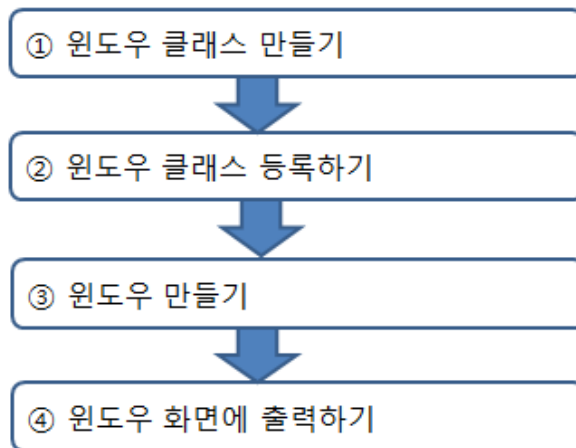 ① 윈도우 클래스 만들기
② 윈도우 클래스 등록하기
③ 윈도우 만들기
④ 윈도우 화면에 출력하기